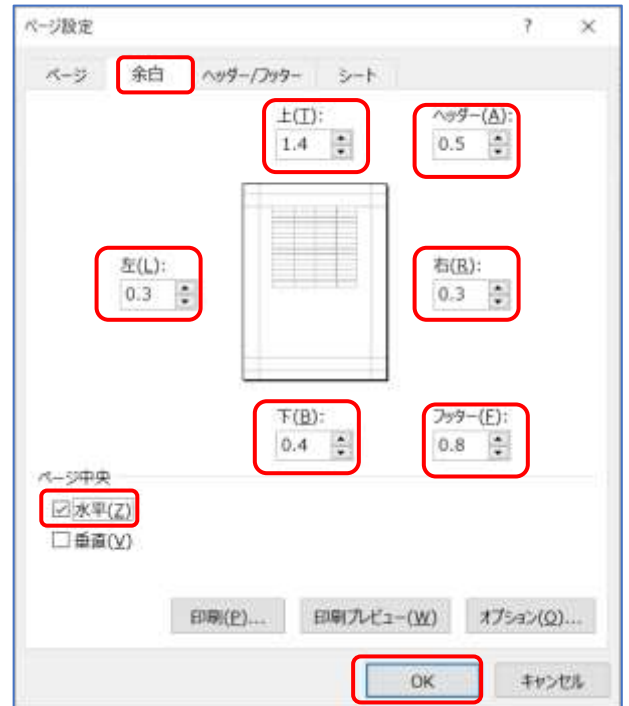 ページ設定 ? ×
ページ 余白 ヘッダー/フッター シート
上(T): ヘッダー(A):
1.4 0.5
左(L): 右(R):
0.3 0.3
下(B): フッター(F):
0.4 0.8
ページ中央
水平(Z)
垂直(V)
印刷(P)... 印刷プレビュー(W) オプション(O)...
OK キャンセル